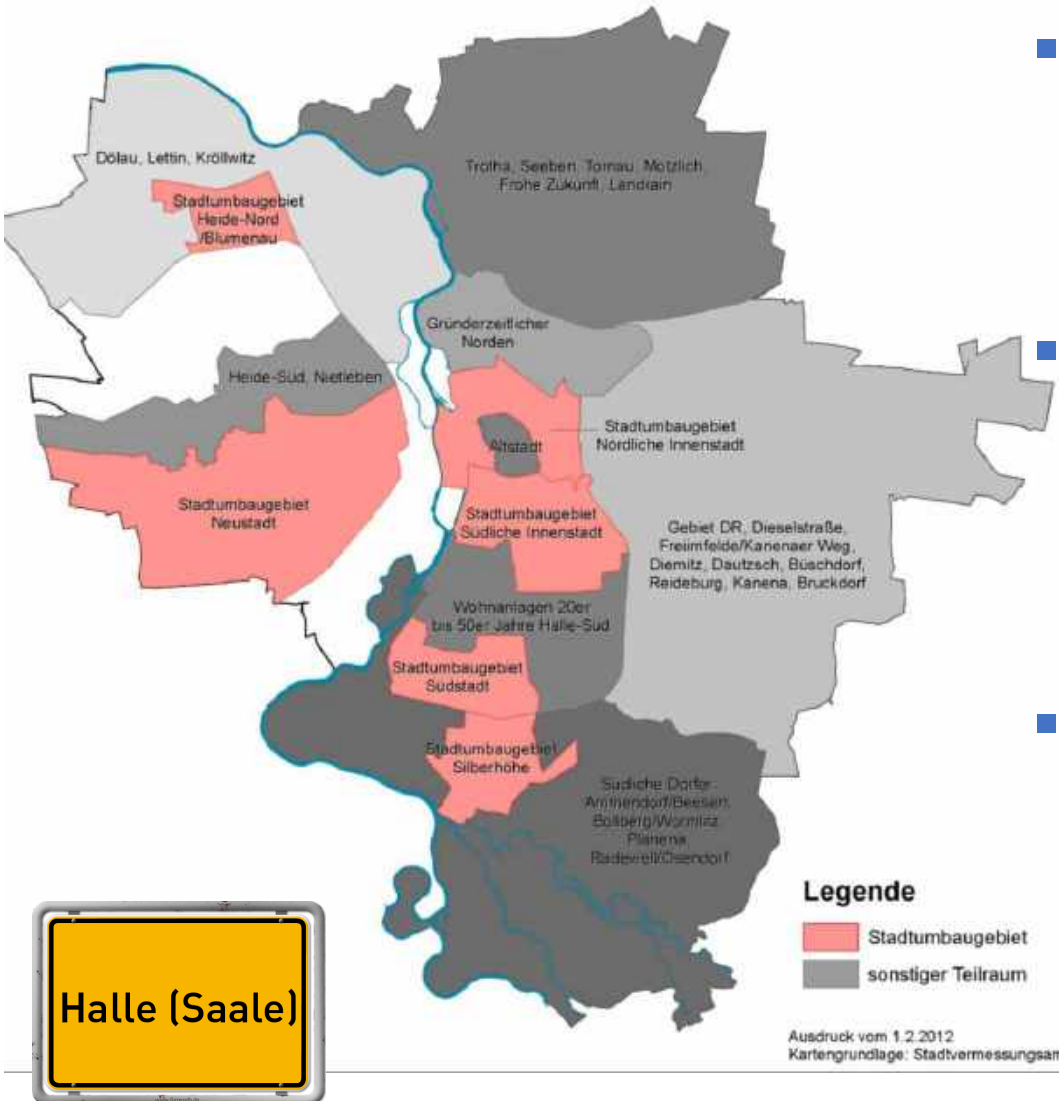 Dölau, Lettin, Kröllwitz
Stadtumbaugebiet
Heide-Nord
/Blumenau
Trotha, Seeben, Tornau, Mötzlich,
Frohe Zukunft, Landrain
Gründerzeitlicher
Norden
Heide-Süd, Nietleben
Altstadt
Stadtumbaugebiet
Nördliche Innenstadt
Stadtumbaugebiet
Neustadt
Stadtumbaugebiet
Südliche Innenstadt
Gebiet DR, Dieselstraße,
Freiimfelde/Kanenaer Weg,
Diemitz, Dautzsch, Büschdorf,
Reideburg, Kanena, Bruckdorf
Wohnanlagen 20er
bis 50er Jahre Halle-Süd
Stadtumbaugebiet
Südstadt
Stadtumbaugebiet
Silberhöhe
Südliche Dörfer
Ammendorf/Beesen,
Böllberg/Wörmlitz,
Planena,
Radewell/Osendorf
Legende
Stadtumbaugebiet
sonstiger Teilraum
Ausdruck vom 1.2.2012
Kartengrundlage: Stadtvermessungsam
Halle (Saale)